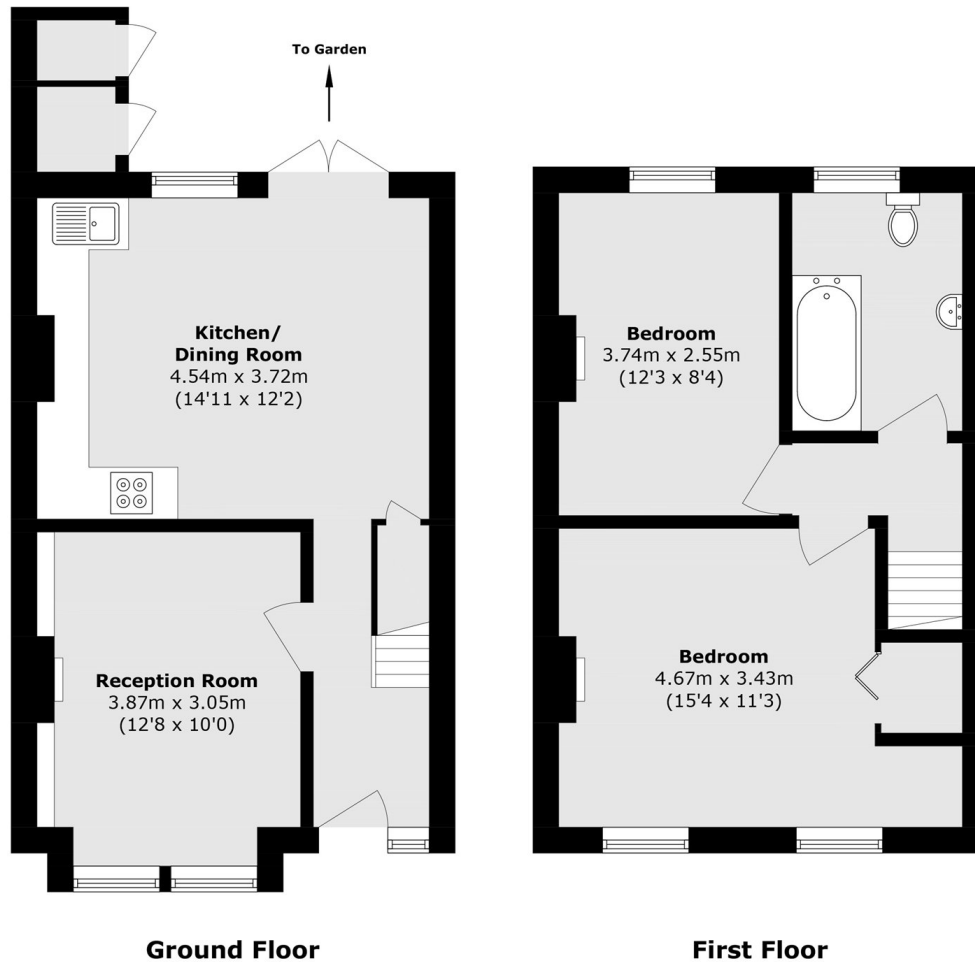 To Garden
Kitchen/
Dining Room
4.54m x 3.72m
(14'11 x 12'2)
Reception Room
3.87m x 3.05m
(12'8 x 10'0)
Ground Floor
Bedroom
3.74m x 2.55m
(12'3 x 8'4)
Bedroom
4.67m x 3.43m
(15'4 x 11'3)
First Floor